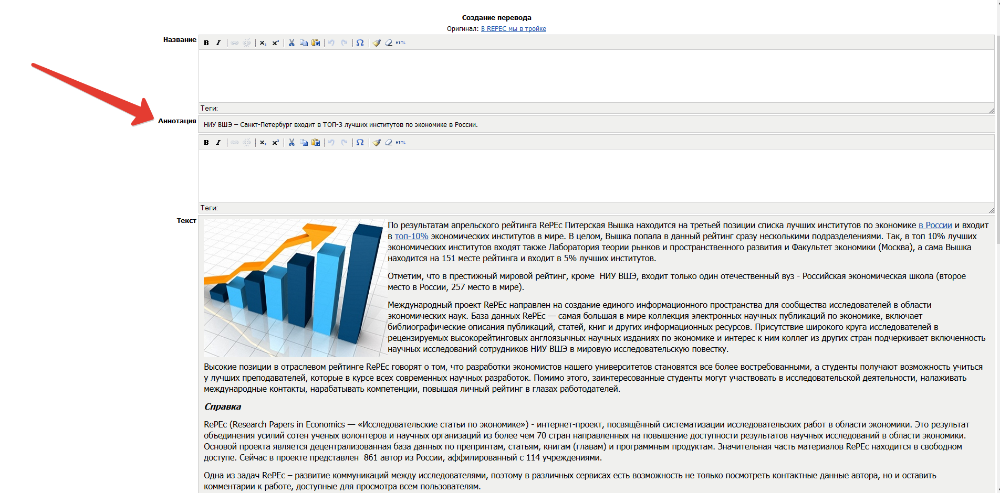 Создание перевода
Оригинал: В REPEC мы в тройке
Название
B I x₂ x² Ω HTML
Теги:
Аннотация
НИУ ВШЭ – Санкт-Петербург входит в ТОП-3 лучших институтов по экономике в России.
B I x₂ x² Ω HTML
Теги:
Текст
По результатам апрельского рейтинга RePEc Питерская Вышка находится на третьей позиции списка лучших институтов по экономике в России и входит
в топ-10% экономических институтов в мире. В целом, Вышка попала в данный рейтинг сразу несколькими подразделениями. Так, в топ 10% лучших
экономических институтов входят также Лаборатория теории рынков и пространственного развития и Факультет экономики (Москва), а сама Вышка
находится на 151 месте рейтинга и входит в 5% лучших институтов.
Отметим, что в престижный мировой рейтинг, кроме  НИУ ВШЭ, входит только один отечественный вуз - Российская экономическая школа (второе
место в России, 257 место в мире).
Международный проект RePEc направлен на создание единого информационного пространства для сообщества исследователей в области
экономических наук. База данных RePEc — самая большая в мире коллекция электронных научных публикаций по экономике, включает
библиографические описания публикаций, статей, книг и других информационных ресурсов. Присутствие широкого круга исследователей в
рецензируемых высокорейтинговых англоязычных научных изданиях по экономике и интерес к ним коллег из других стран подчеркивает включенность
научных исследований сотрудников НИУ ВШЭ в мировую исследовательскую повестку.
Высокие позиции в отраслевом рейтинге RePEc говорят о том, что разработки экономистов нашего университетов становятся все более востребованными, а студенты получают возможность учиться
у лучших преподавателей, которые в курсе всех современных научных разработок. Помимо этого, заинтересованные студенты могут участвовать в исследовательской деятельности, налаживать
международные контакты, нарабатывать компетенции, повышая личный рейтинг в глазах работодателей.
Справка
RePEc (Research Papers in Economics — «Исследовательские статьи по экономике») - интернет-проект, посвящённый систематизации исследовательских работ в области экономики. Это результат
объединения усилий сотен ученых волонтеров и научных организаций из более чем 70 стран направленных на повышение доступности результатов научных исследований в области экономики.
Основой проекта является децентрализованная база данных по препринтам, статьям, книгам (главам) и программным продуктам. Значительная часть материалов RePEc находится в свободном
доступе. Сейчас в проекте представлен  861 автор из России, аффилированный с 114 учреждениями.
Одна из задач RePEc – развитие коммуникаций между исследователями, поэтому в различных сервисах есть возможность не только посмотреть контактные данные автора, но и оставить
комментарии к работе, доступные для просмотра всем пользователям.